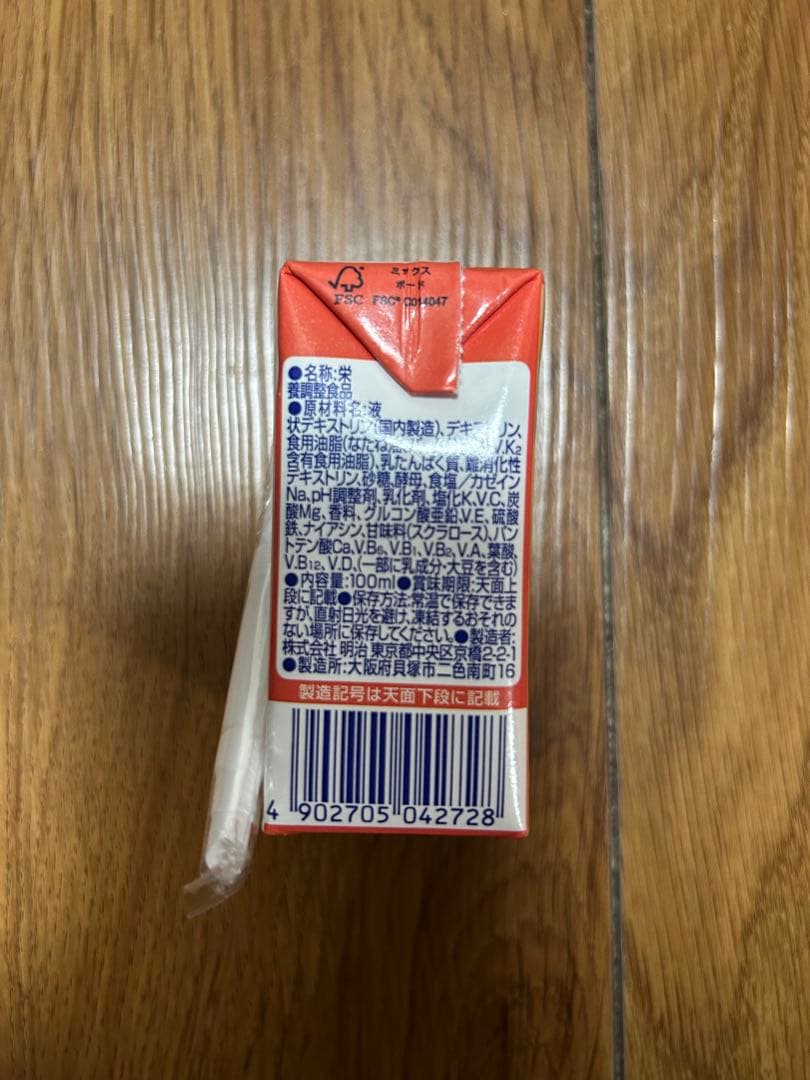 FSC
ミックス
ボード
FSC® C014047
●名称:栄
養調整食品
●原材料名:液
状デキストリン(国内製造)、デキストリン、
食用油脂(なたね油、 V.K2
含有食用油脂)、乳たんぱく質、難消化性
デキストリン、砂糖、酵母、食塩/カゼイン
Na、pH調整剤、乳化剤、塩化K、V.C、炭
酸Mg、香料、グルコン酸亜鉛、V.E、硫酸
鉄、ナイアシン、甘味料(スクラロース)、パン
トテン酸Ca、V.B6、V.B1、V.B2、V.A、葉酸、
V.B12、V.D、(一部に乳成分・大豆を含む)
●内容量:100ml●賞味期限:天面上
段に記載●保存方法:常温で保存できま
すが、直射日光を避け、凍結するおそれの
ない場所に保存してください。●製造者:
株式会社 明治 東京都中央区京橋2-2-1
●製造所:大阪府貝塚市二色南町16
製造記号は天面下段に記載
4 902705 042728